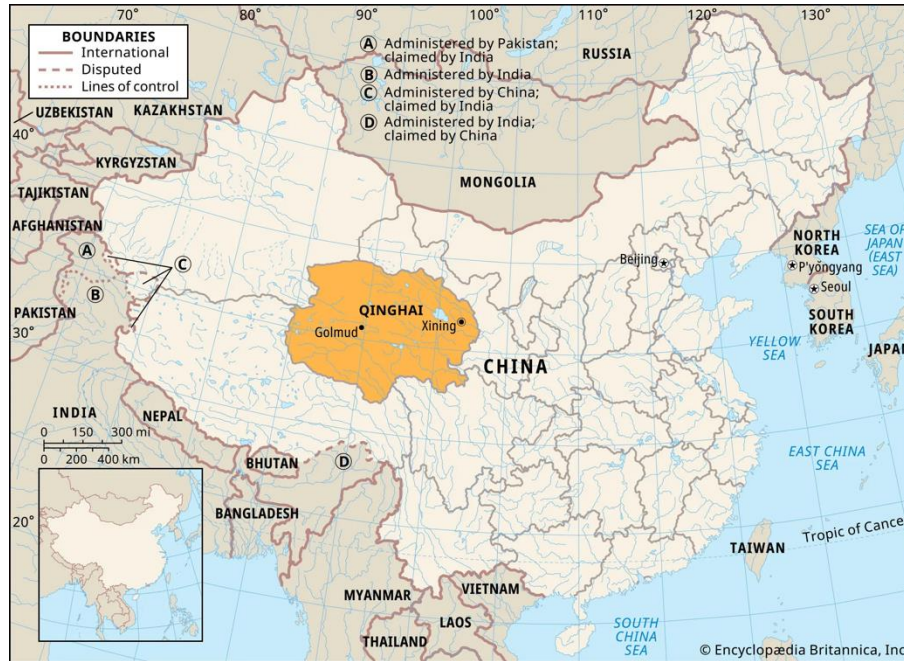 70°
80°
90°
100°
110°
120°
130°
BOUNDARIES
International
Disputed
Lines of control
A Administered by Pakistan;
claimed by India
B Administered by India
C Administered by China;
claimed by India
D Administered by India;
claimed by China
RUSSIA
UZBEKISTAN
KAZAKHSTAN
40°
KYRGYZSTAN
MONGOLIA
TAJIKISTAN
AFGHANISTAN
A
C
B
PAKISTAN
30°
NORTH
KOREA
SEA OF
JAPAN
(EAST
SEA)
Beijing
P'yŏngyang
Seoul
SOUTH
KOREA
QINGHAI
Golmud
Xining
YELLOW
SEA
JAPA
CHINA
INDIA
0 150 300 mi
0 200 400 km
NEPAL
BHUTAN
D
EAST CHINA
SEA
BANGLADESH
20°
Tropic of Cance
TAIWAN
MYANMAR
VIETNAM
LAOS
THAILAND
SOUTH
CHINA
SEA
© Encyclopædia Britannica, Inc